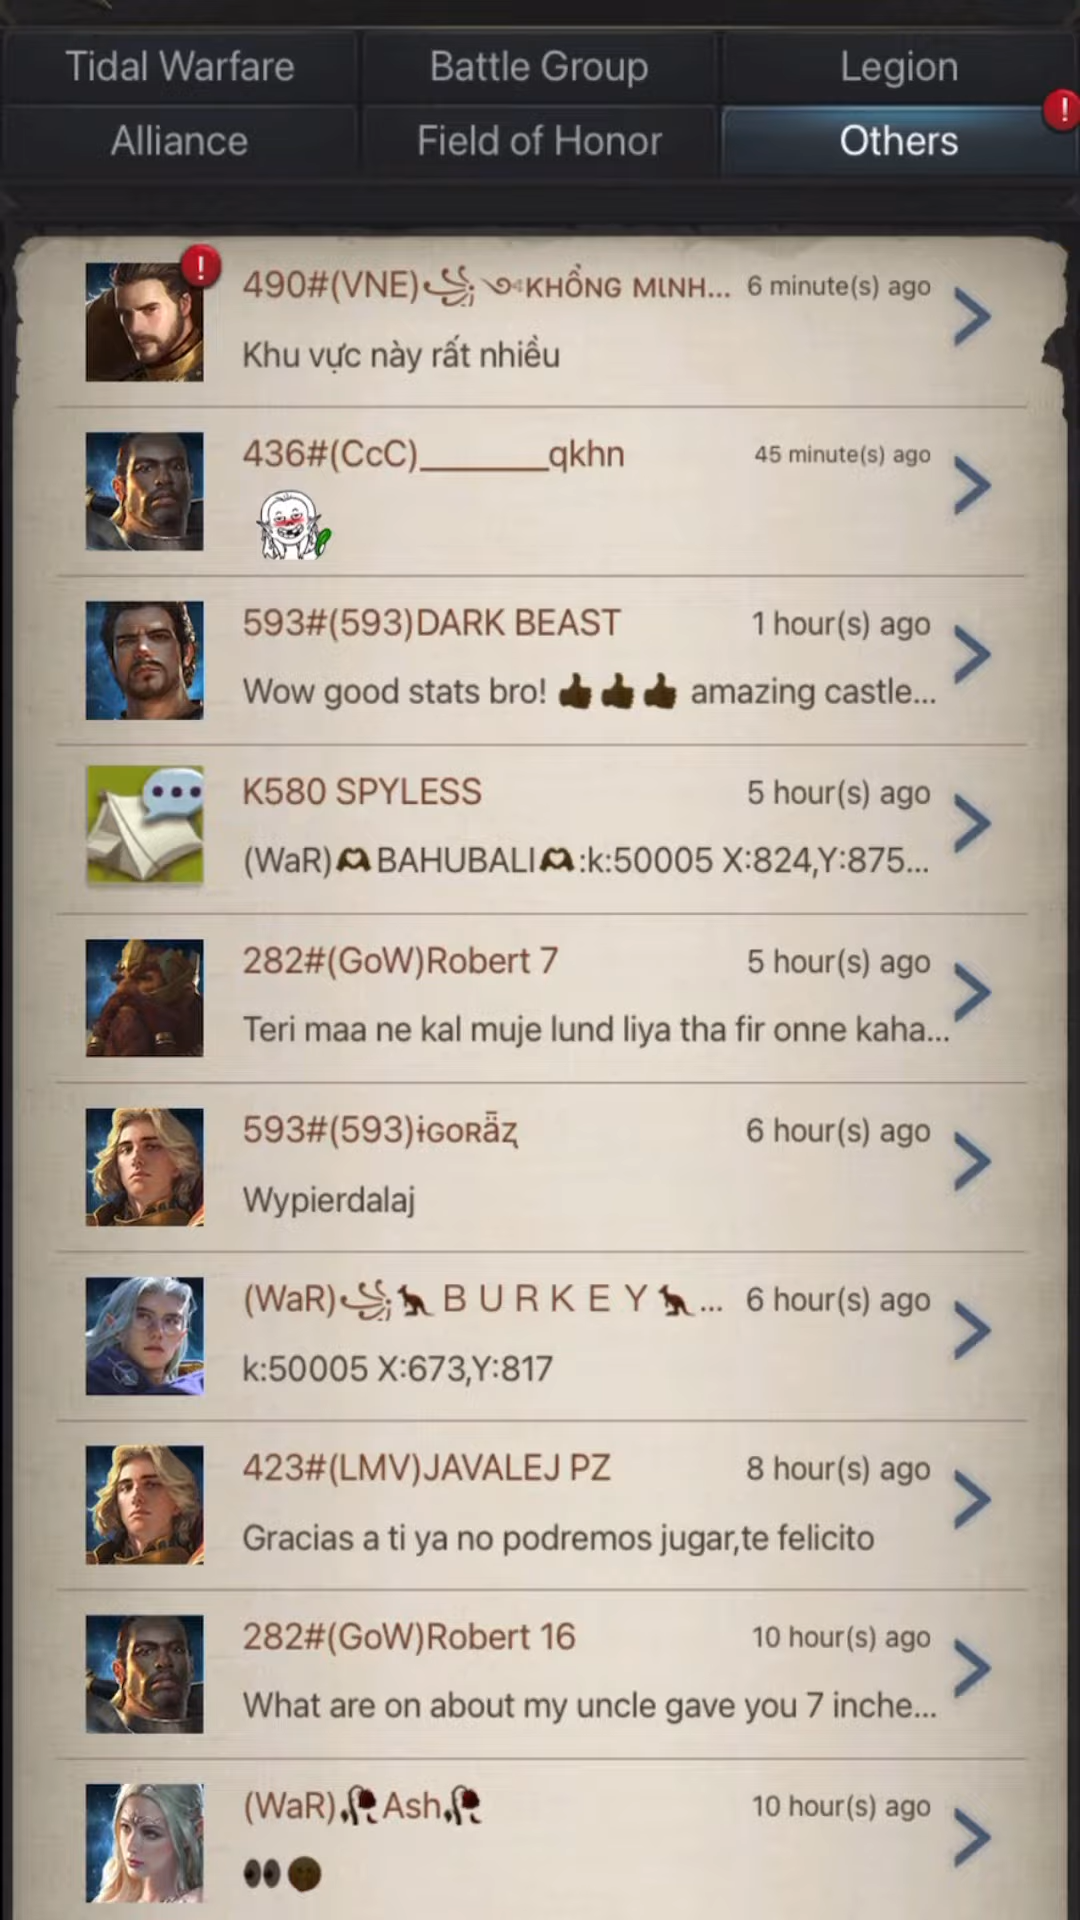 Tidal Warfare
Battle Group
Legion
Alliance
Field of Honor
Others
!
!
490#(VNE)꧁༺KHỔNG MINH... 6 minute(s) ago
Khu vực này rất nhiều
436#(CcC)________qkhn 45 minute(s) ago
593#(593)DARK BEAST 1 hour(s) ago
Wow good stats bro! 👍👍👍 amazing castle...
K580 SPYLESS 5 hour(s) ago
(WaR)🫶BAHUBALI🫶:k:50005 X:824,Y:875...
282#(GoW)Robert 7 5 hour(s) ago
Teri maa ne kal muje lund liya tha fir onne kaha...
593#(593)ɨGORǟʐ 6 hour(s) ago
Wypierdalaj
(WaR)꧁🦘B U R K E Y🦘... 6 hour(s) ago
k:50005 X:673,Y:817
423#(LMV)JAVALEJ PZ 8 hour(s) ago
Gracias a ti ya no podremos jugar,te felicito
282#(GoW)Robert 16 10 hour(s) ago
What are on about my uncle gave you 7 inche...
(WaR)🥀Ash🥀 10 hour(s) ago
👀🤫